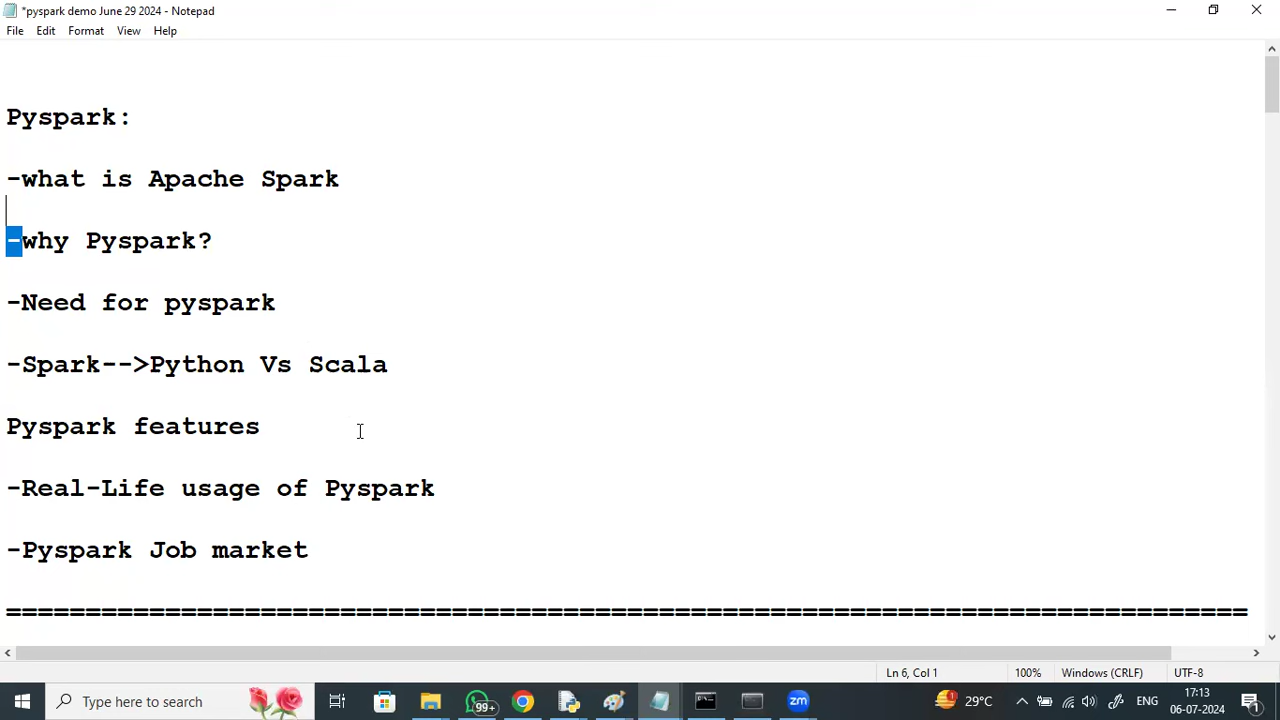 *pyspark demo June 29 2024 - Notepad
File Edit Format View Help
Pyspark:
-what is Apache Spark
-why Pyspark?
-Need for pyspark
-Spark-->Python Vs Scala
Pyspark features
-Real-Life usage of Pyspark
-Pyspark Job market
==============================================================================
Ln 6, Col 1 100% Windows (CRLF) UTF-8
Type here to search 99+ zm 29°C ENG 17:13
06-07-2024 1